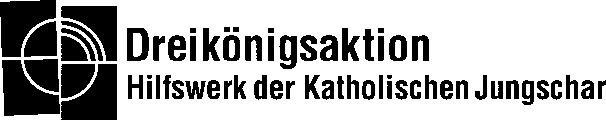 Dreikönigsaktion
Hilfswerk der Katholischen Jungschar